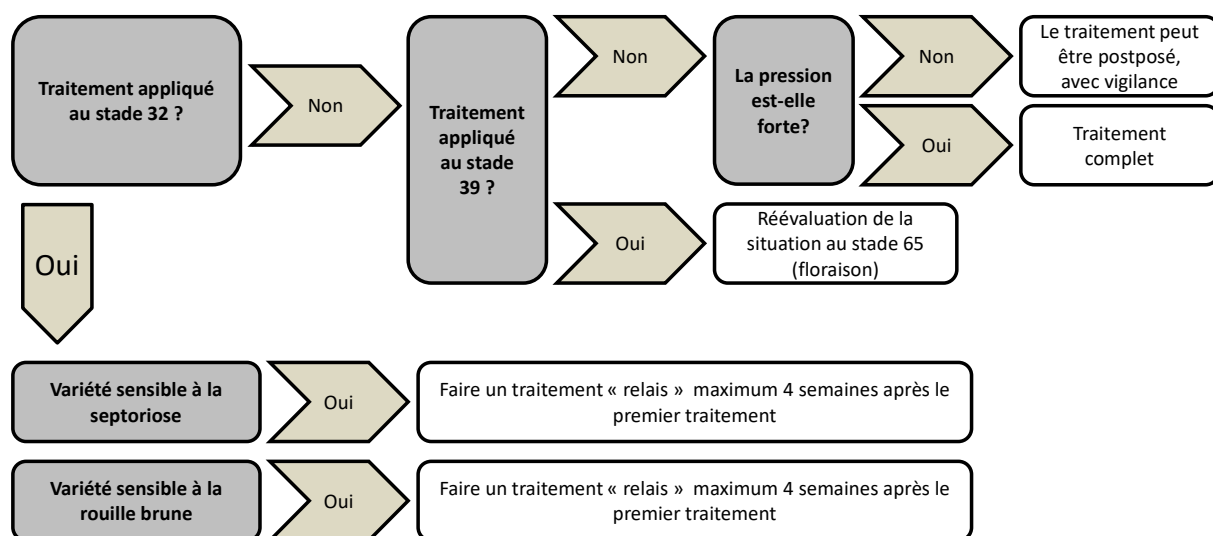 Traitement appliqué
au stade 32 ?
Non
Traitement
appliqué
au stade
39 ?
Non
La pression
est-elle
forte?
Non
Le traitement peut
être postposé,
avec vigilance
Oui
Traitement
complet
Oui
Réévaluation de la
situation au stade 65
(floraison)
Oui
Variété sensible à la
septoriose
Oui
Faire un traitement « relais »  maximum 4 semaines après le
premier traitement
Variété sensible à la
rouille brune
Oui
Faire un traitement « relais »  maximum 4 semaines après le
premier traitement